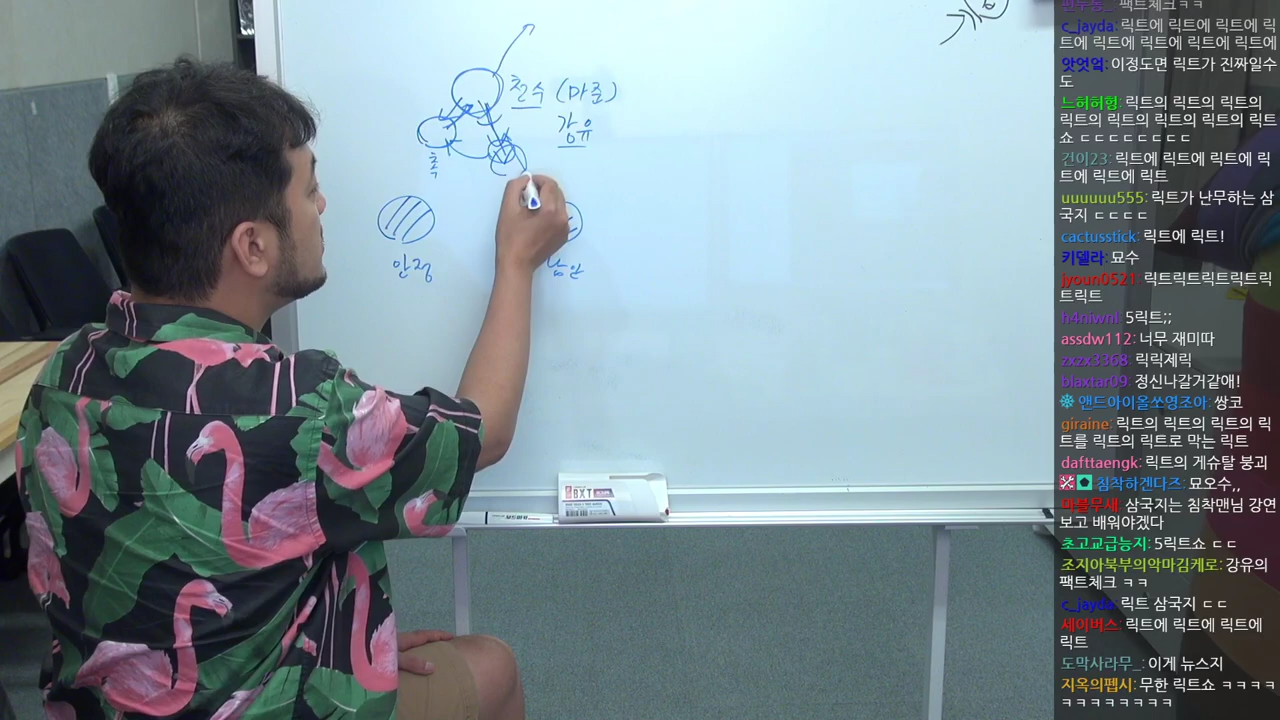 천수 (마준)
강유
촉
안정
남안
BXT
보드마카
팩트체크ㅋㅋ
c_jayda: 릭트에 릭트에 릭트에 릭
트에 릭트에 릭트에 릭트에 릭트에
앗엇엌: 이정도면 릭트가 진짜일수
도
느허허헝: 릭트의 릭트의 릭트의
릭트의 릭트의 릭트의 릭트의 릭트
쇼 ㄷㄷㄷㄷㄷㄷㄷㄷ
건이23: 릭트에 릭트에 릭트에 릭
트에 릭트에 릭트
uuuuuu555: 릭트가 난무하는 삼
국지 ㄷㄷㄷㄷ
cactusstick: 릭트에 릭트!
키델라: 묘수
jyoun0521: 릭트릭트릭트릭트릭
트릭트
h4niwnl: 5릭트;;
assdw112: 너무 재미따
zxzx3368: 릭릭제릭
blaxtar09: 정신나갈거같애!
앤드아이올쏘영조아: 쌍코
giraine: 릭트의 릭트의 릭트의 릭
트를 릭트의 릭트로 막는 릭트
dafttaengk: 릭트의 게슈탈 붕괴
침착하겐다즈: 묘오수,,
마블무새: 삼국지는 침착맨님 강연
보고 배워야겠다
초고교급능지: 5릭트쇼 ㄷㄷ
조지아북부의악마김케로: 강유의
팩트체크 ㅋㅋ
c_jayda: 릭트 삼국지 ㄷㄷ
세이버스: 릭트에 릭트에 릭트에
릭트
도막사라무_: 이게 뉴스지
지옥의펩시: 무한 릭트쇼 ㅋㅋㅋㅋ
ㅋㅋㅋㅋㅋㅋㅋㅋ